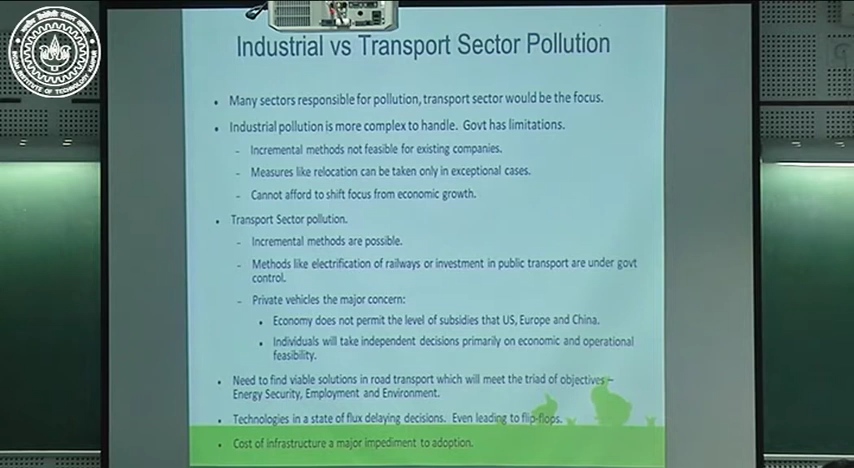 Industrial vs Transport Sector Pollution
• Many sectors responsible for pollution, transport sector would be the focus.
• Industrial pollution is more complex to handle. Govt has limitations.
- Incremental methods not feasible for existing companies.
- Measures like relocation can be taken only in exceptional cases.
- Cannot afford to shift focus from economic growth.
• Transport Sector pollution.
- Incremental methods are possible.
- Methods like electrification of railways or investment in public transport are under govt
control.
- Private vehicles the major concern:
• Economy does not permit the level of subsidies that US, Europe and China.
• Individuals will take independent decisions primarily on economic and operational
feasibility.
• Need to find viable solutions in road transport which will meet the triad of objectives –
Energy Security, Employment and Environment.
• Technologies in a state of flux delaying decisions. Even leading to flip-flops.
• Cost of infrastructure a major impediment to adoption.
INDIAN INSTITUTE OF TECHNOLOGY KANPUR